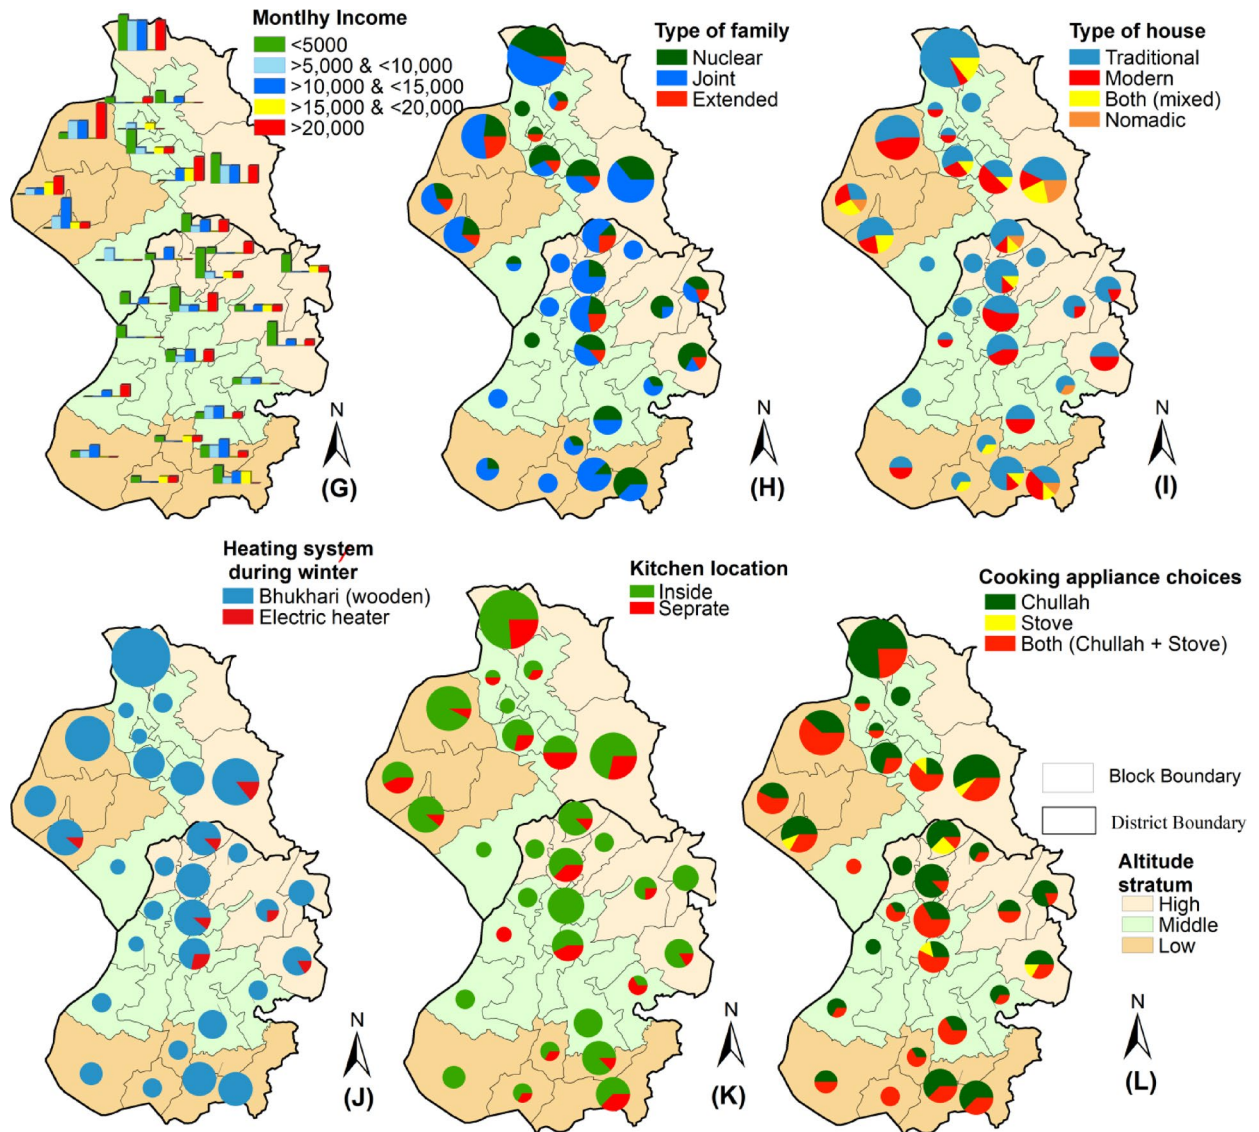 Montlhy Income
<5000
>5,000 & <10,000
>10,000 & <15,000
>15,000 & <20,000
>20,000
N
(G)
Type of family
Nuclear
Joint
Extended
N
(H)
Type of house
Traditional
Modern
Both (mixed)
Nomadic
N
(I)
Heating system
during winter
Bhukhari (wooden)
Electric heater
N
(J)
Kitchen location
Inside
Seprate
N
(K)
Cooking appliance choices
Chullah
Stove
Both (Chullah + Stove)
Block Boundary
District Boundary
Altitude
stratum
High
Middle
Low
N
(L)